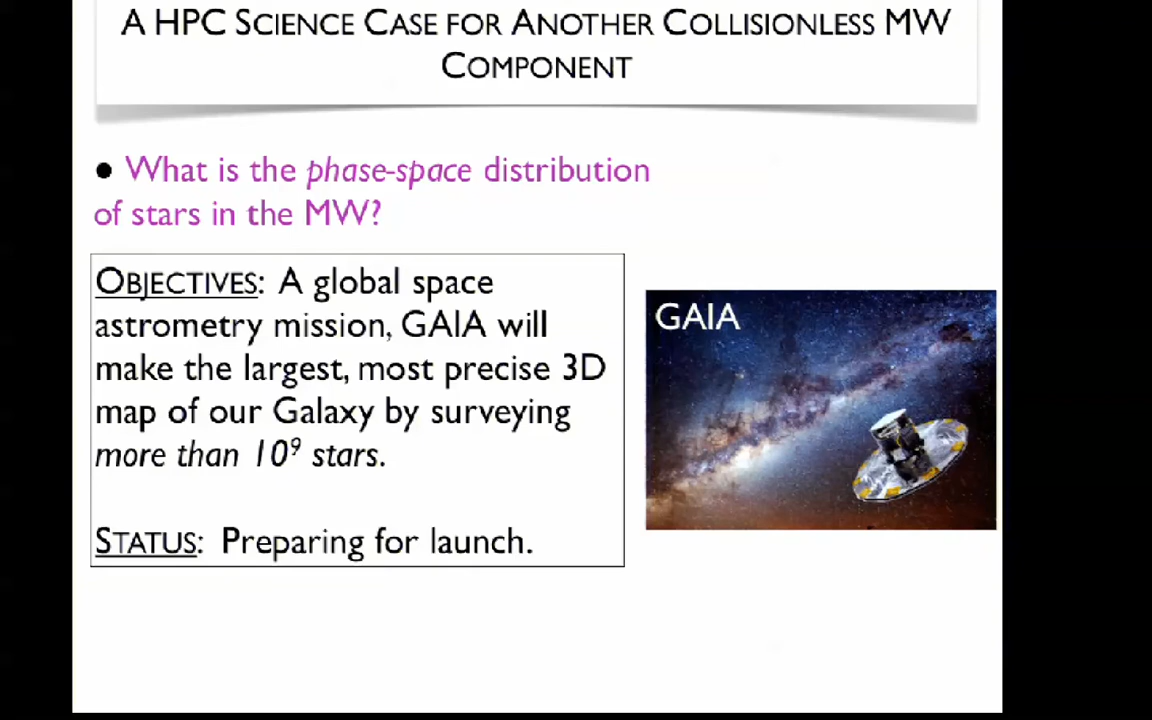 A HPC SCIENCE CASE FOR ANOTHER COLLISIONLESS MW
COMPONENT
● What is the phase-space distribution
of stars in the MW?
OBJECTIVES: A global space
astrometry mission, GAIA will
make the largest, most precise 3D
map of our Galaxy by surveying
more than 10⁹ stars.
STATUS: Preparing for launch.
GAIA